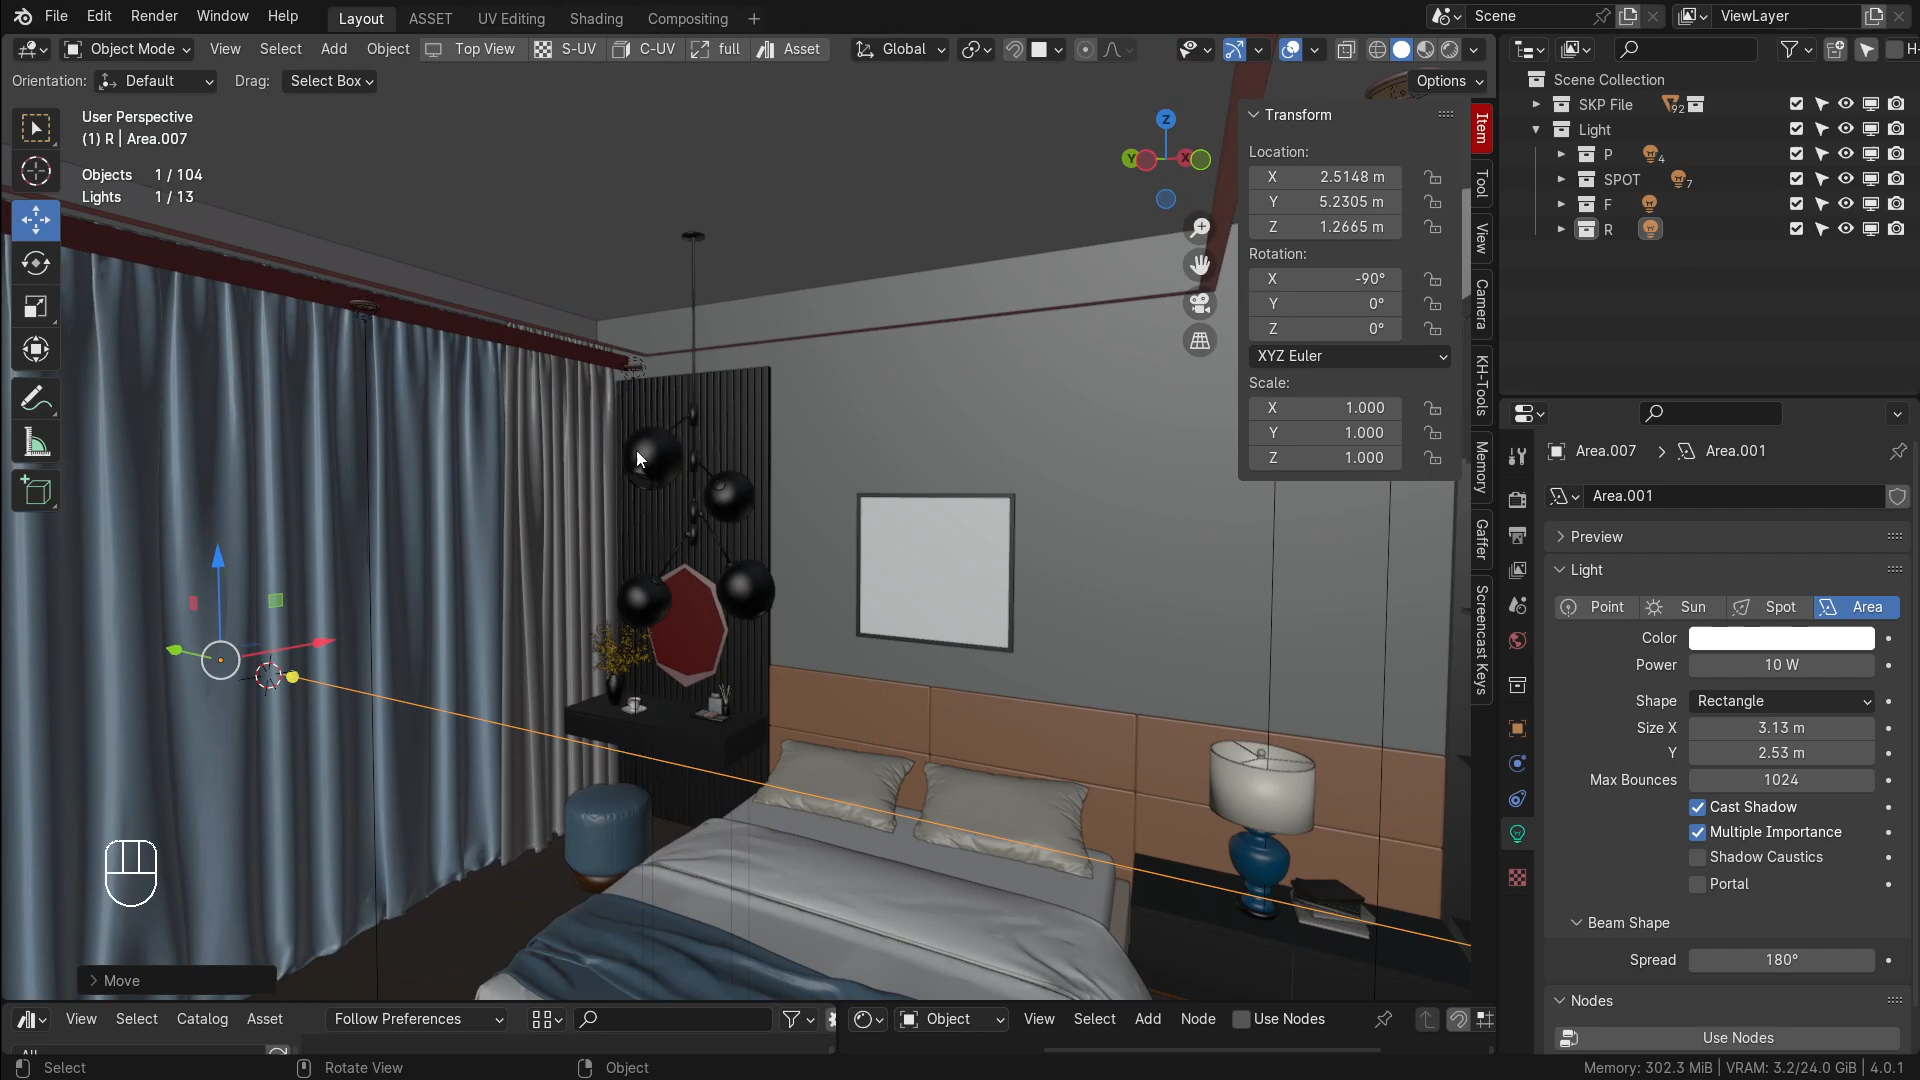 File Edit Render Window Help Layout ASSET UV Editing Shading Compositing + Scene ViewLayer
Object Mode View Select Add Object Top View S-UV C-UV full Asset Global
Orientation: Default Drag: Select Box Options
User Perspective
(1) R | Area.007
Objects 1 / 104
Lights 1 / 13
Z
Y
X
Transform
Location:
X 2.5148 m
Y 5.2305 m
Z 1.2665 m
Rotation:
X -90°
Y 0°
Z 0°
XYZ Euler
Scale:
X 1.000
Y 1.000
Z 1.000
Item
Tool
View
Camera
KH-Tools
Memory
Gaffer
Screencast Keys
Scene Collection
SKP File 92
Light
P 4
SPOT 7
F
R
Area.007 > Area.001
Area.001
Preview
Light
Point Sun Spot Area
Color
Power 10 W
Shape Rectangle
Size X 3.13 m
Y 2.53 m
Max Bounces 1024
Cast Shadow
Multiple Importance
Shadow Caustics
Portal
Beam Shape
Spread 180°
Nodes
Use Nodes
> Move
View Select Catalog Asset Follow Preferences
Object View Select Add Node Use Nodes
Select Rotate View Object Memory: 302.3 MiB | VRAM: 3.2/24.0 GiB | 4.0.1